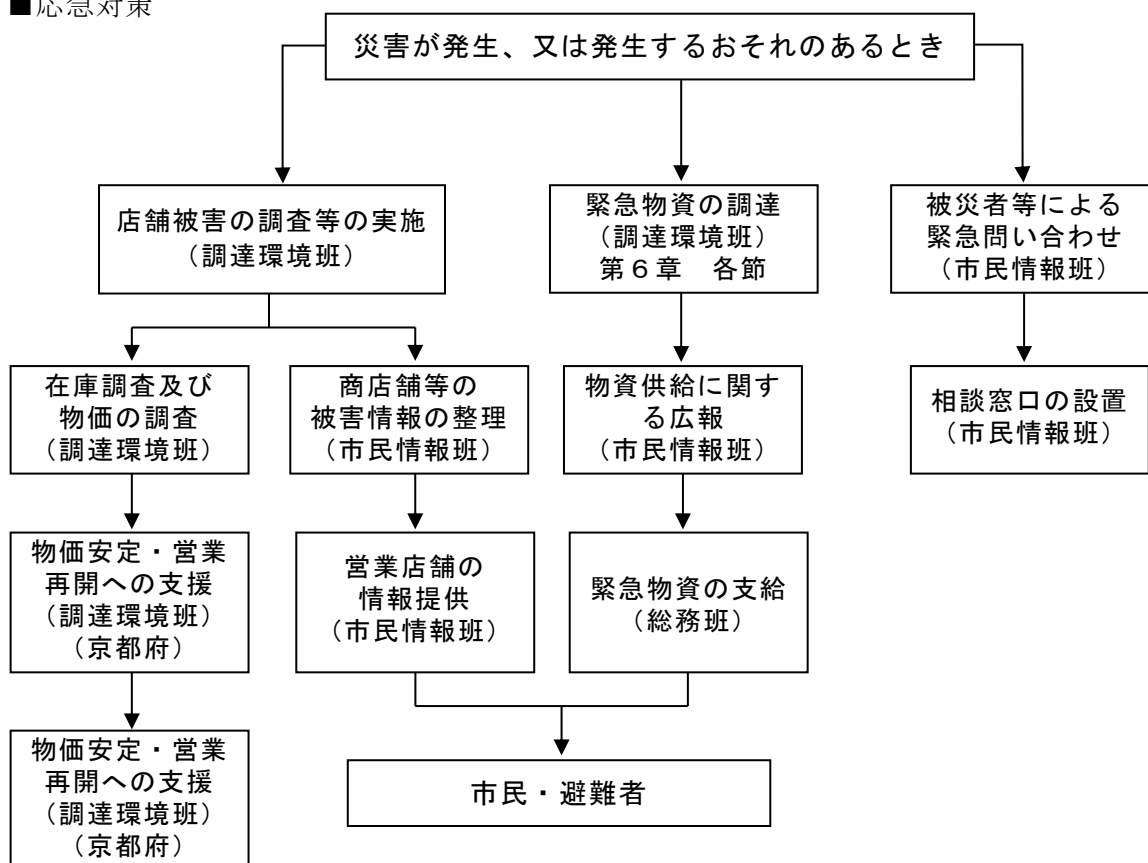 ■応急対策
災害が発生、又は発生するおそれのあるとき
店舗被害の調査等の実施
（調達環境班）
緊急物資の調達
（調達環境班）
第６章　各節
被災者等による
緊急問い合わせ
（市民情報班）
在庫調査及び
物価の調査
（調達環境班）
商店舗等の
被害情報の整理
（市民情報班）
物資供給に関す
る広報
（市民情報班）
相談窓口の設置
（市民情報班）
物価安定・営業
再開への支援
（調達環境班）
（京都府）
営業店舗の
情報提供
（市民情報班）
緊急物資の支給
（総務班）
物価安定・営業
再開への支援
（調達環境班）
（京都府）
市民・避難者